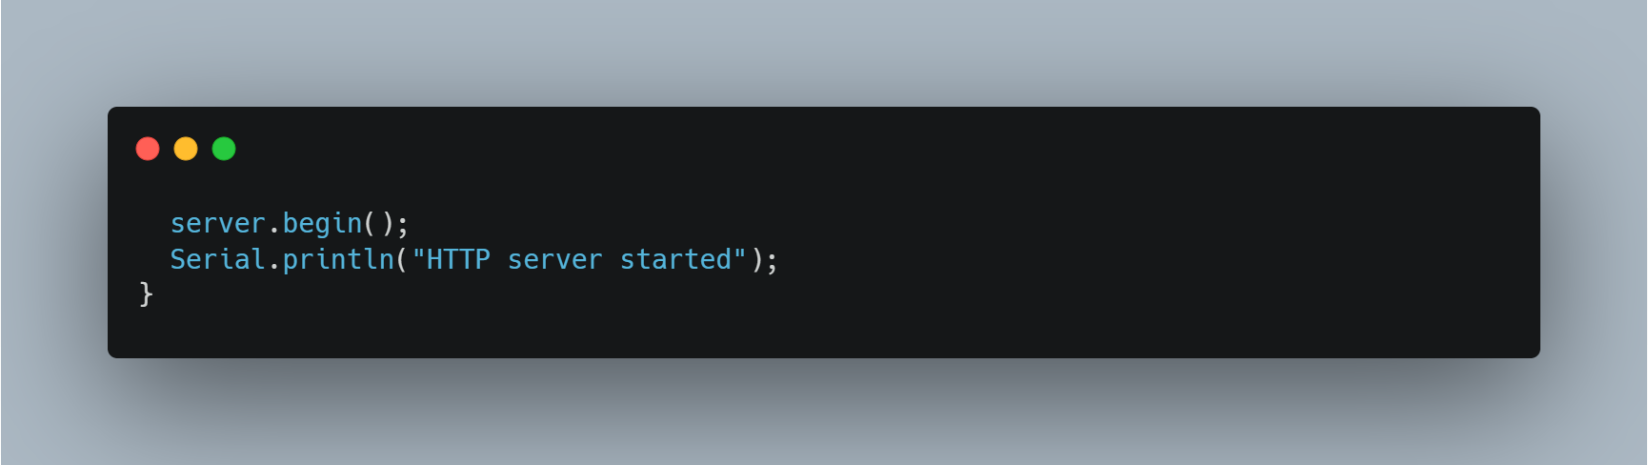 server.begin();
  Serial.println("HTTP server started");
}